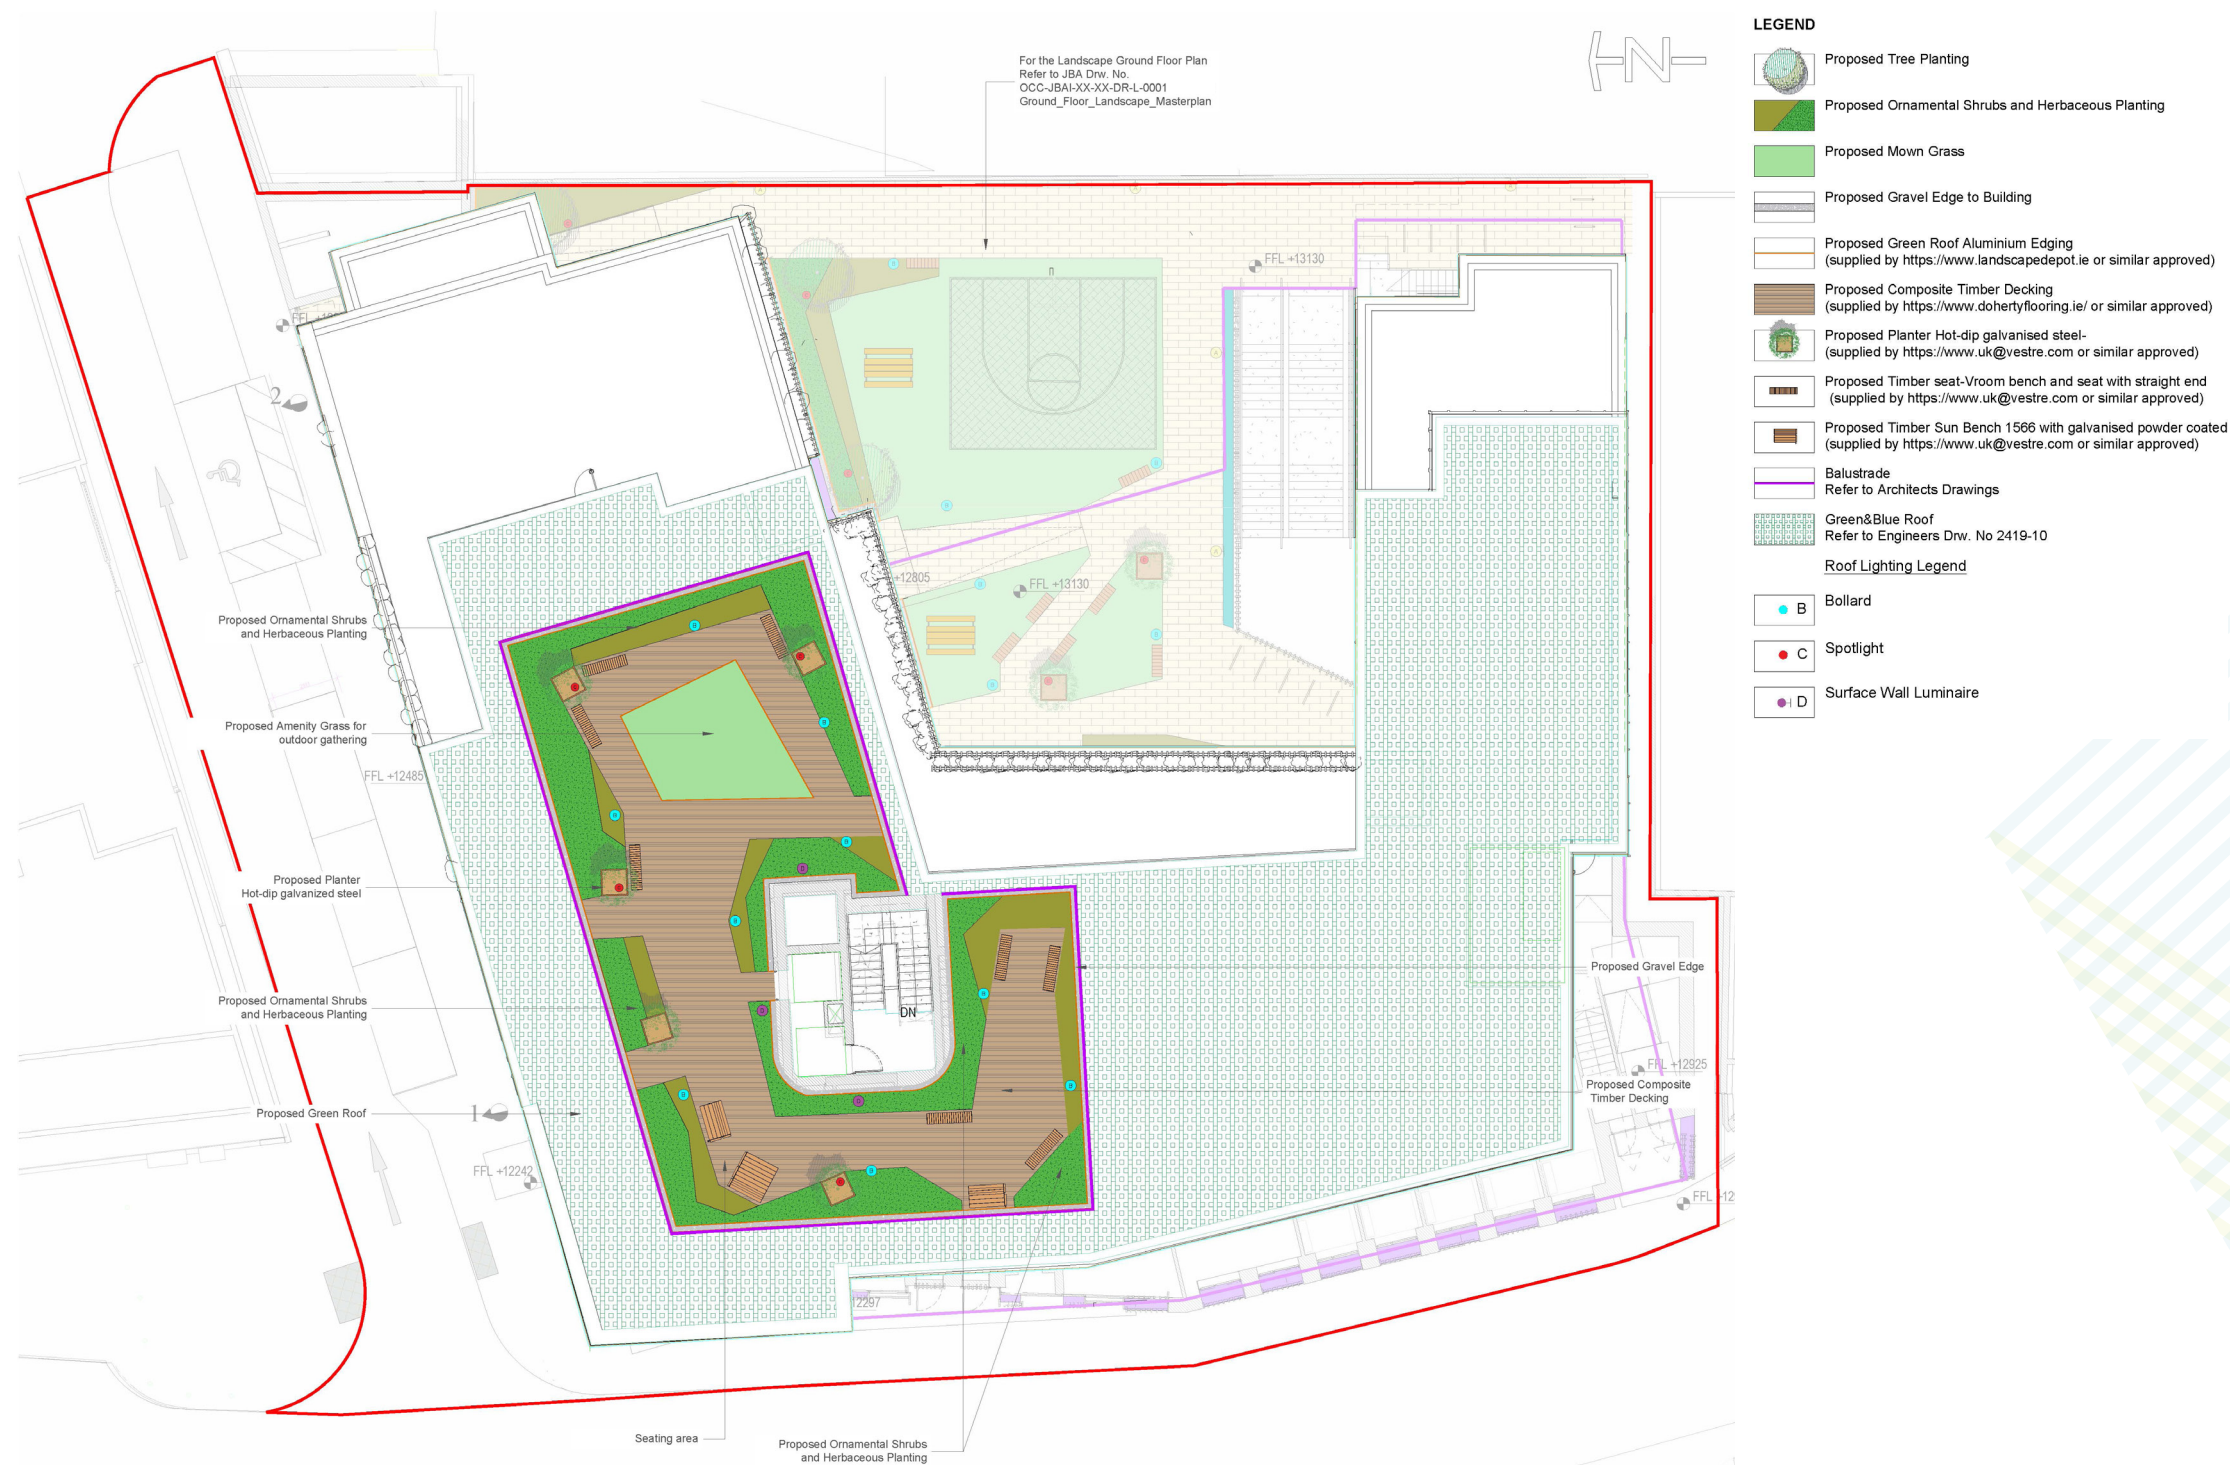 For the Landscape Ground Floor Plan
Refer to JBA Drw. No.
OCC-JBAI-XX-XX-DR-L-0001
Ground_Floor_Landscape_Masterplan
N
LEGEND
Proposed Tree Planting
Proposed Ornamental Shrubs and Herbaceous Planting
Proposed Mown Grass
Proposed Gravel Edge to Building
Proposed Green Roof Aluminium Edging
(supplied by https://www.landscapedepot.ie or similar approved)
Proposed Composite Timber Decking
(supplied by https://www.dohertyflooring.ie/ or similar approved)
Proposed Planter Hot-dip galvanised steel-
(supplied by https://www.uk@vestre.com or similar approved)
Proposed Timber seat-Vroom bench and seat with straight end
(supplied by https://www.uk@vestre.com or similar approved)
Proposed Timber Sun Bench 1566 with galvanised powder coated
(supplied by https://www.uk@vestre.com or similar approved)
Balustrade
Refer to Architects Drawings
Green&Blue Roof
Refer to Engineers Drw. No 2419-10
Roof Lighting Legend
B Bollard
C Spotlight
D Surface Wall Luminaire
FFL +13130
FFL
2
+12805
FFL +13130
Proposed Ornamental Shrubs
and Herbaceous Planting
Proposed Amenity Grass for
outdoor gathering
FFL +12485
Proposed Planter
Hot-dip galvanized steel
Proposed Ornamental Shrubs
and Herbaceous Planting
DN
Proposed Gravel Edge
FFL +12925
Proposed Composite
Timber Decking
Proposed Green Roof
1
FFL +12242
FFL
12297
Seating area
Proposed Ornamental Shrubs
and Herbaceous Planting